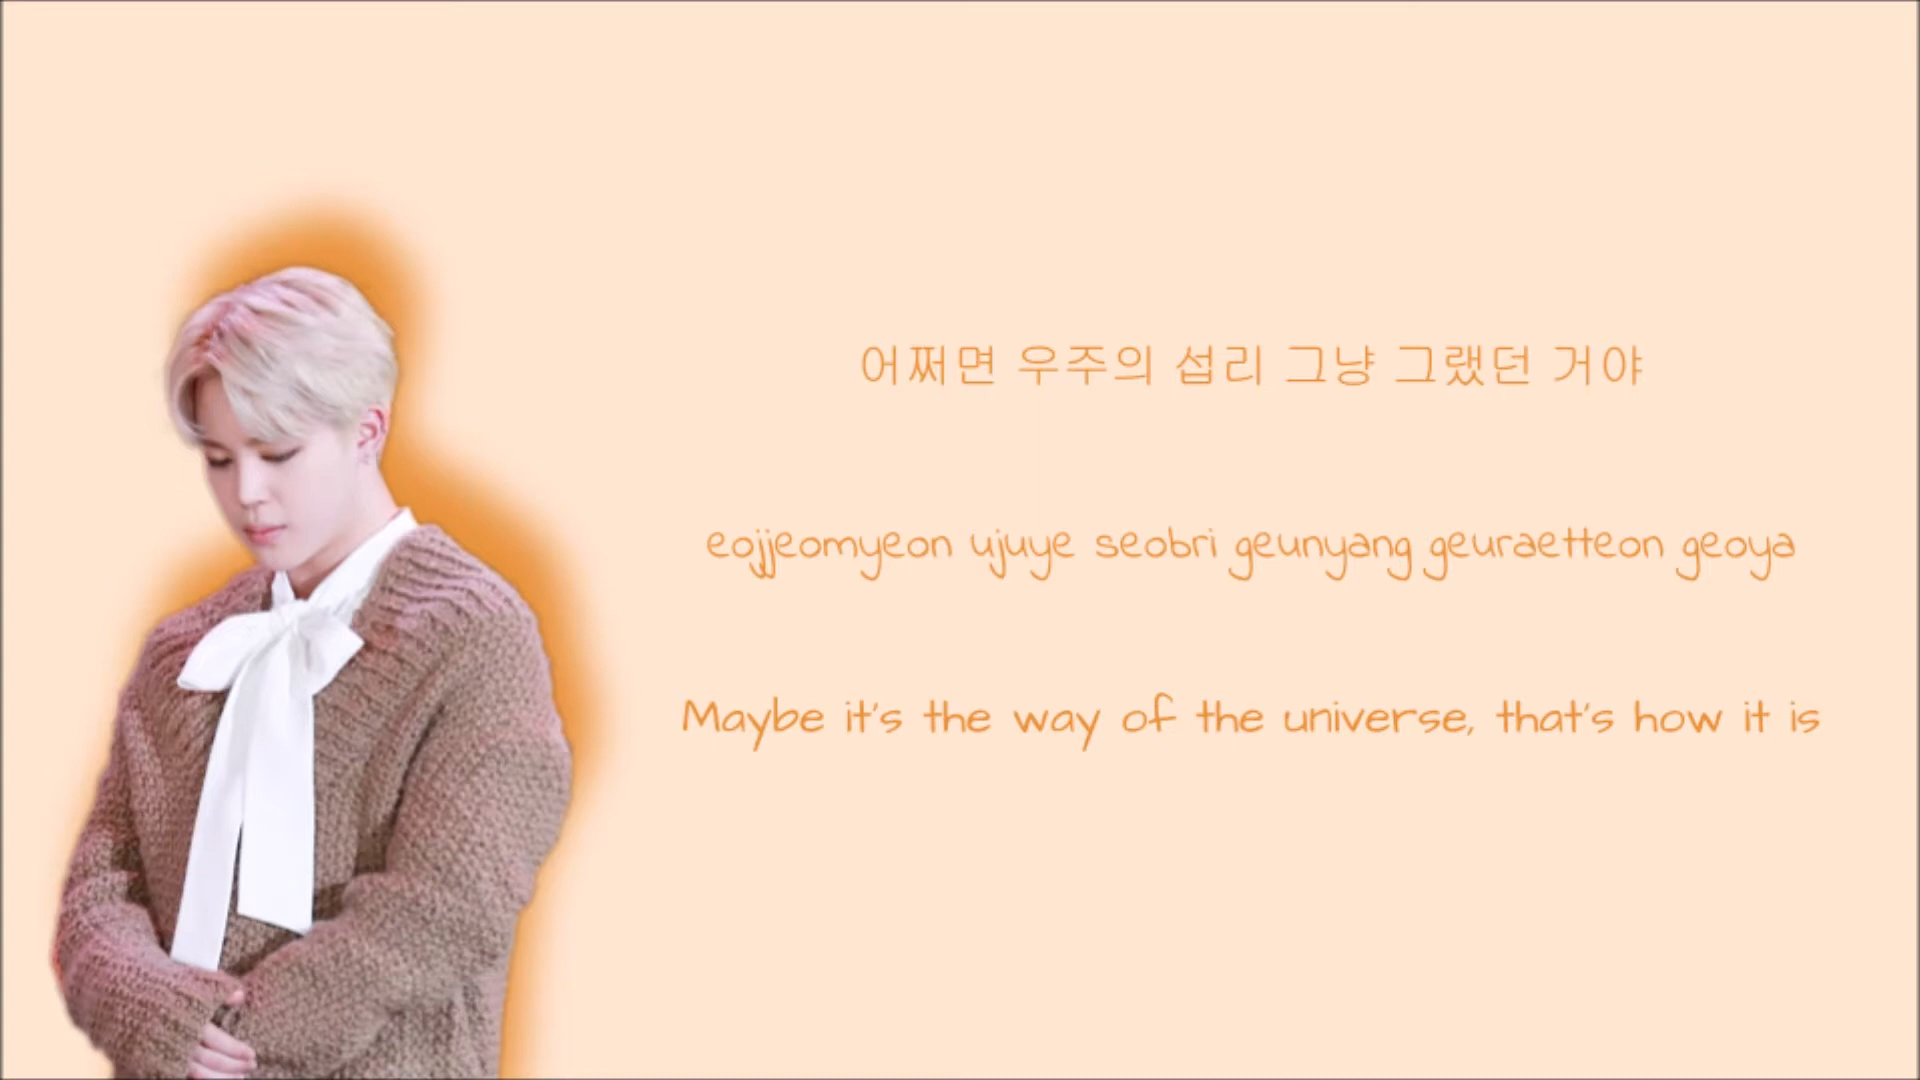 어쩌면 우주의 섭리 그냥 그랬던 거야
eojjeomyeon ujuye seobri geunyang geuraetteon geoya
Maybe it's the way of the universe, that's how it is